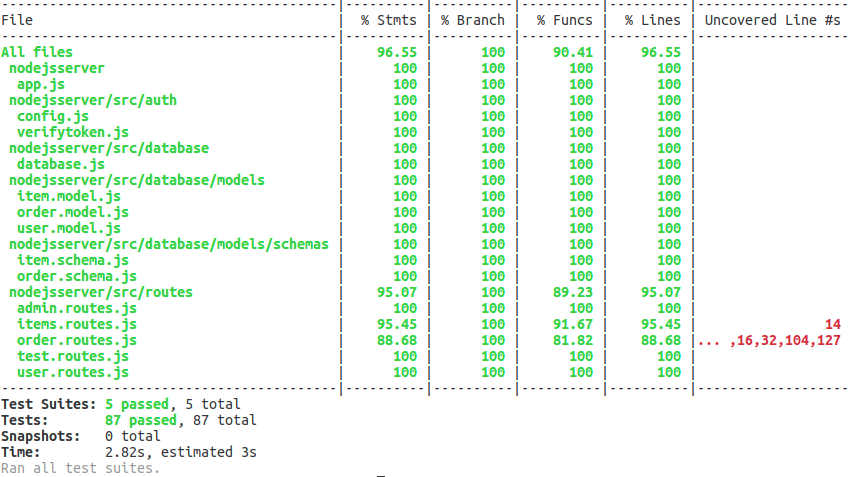 -----------------------------------------|----------|----------|----------|----------|-------------------|
File                                     |  % Stmts | % Branch |  % Funcs |  % Lines | Uncovered Line #s
-----------------------------------------|----------|----------|----------|----------|-------------------|
All files                                |    96.55 |      100 |    90.41 |    96.55 |
 nodejsserver                            |      100 |      100 |      100 |      100 |
  app.js                                 |      100 |      100 |      100 |      100 |
 nodejsserver/src/auth                   |      100 |      100 |      100 |      100 |
  config.js                              |      100 |      100 |      100 |      100 |
  verifytoken.js                         |      100 |      100 |      100 |      100 |
 nodejsserver/src/database               |      100 |      100 |      100 |      100 |
  database.js                            |      100 |      100 |      100 |      100 |
 nodejsserver/src/database/models        |      100 |      100 |      100 |      100 |
  item.model.js                          |      100 |      100 |      100 |      100 |
  order.model.js                         |      100 |      100 |      100 |      100 |
  user.model.js                          |      100 |      100 |      100 |      100 |
 nodejsserver/src/database/models/schemas |      100 |      100 |      100 |      100 |
  item.schema.js                         |      100 |      100 |      100 |      100 |
  order.schema.js                        |      100 |      100 |      100 |      100 |
 nodejsserver/src/routes                 |    95.07 |      100 |    89.23 |    95.07 |
  admin.routes.js                        |      100 |      100 |      100 |      100 |
  items.routes.js                        |    95.45 |      100 |    91.67 |    95.45 |                14
  order.routes.js                        |    88.68 |      100 |    81.82 |    88.68 |... ,16,32,104,127
  test.routes.js                         |      100 |      100 |      100 |      100 |
  user.routes.js                         |      100 |      100 |      100 |      100 |
-----------------------------------------|----------|----------|----------|----------|-------------------|
Test Suites: 5 passed, 5 total
Tests:       87 passed, 87 total
Snapshots:   0 total
Time:        2.82s, estimated 3s
Ran all test suites.